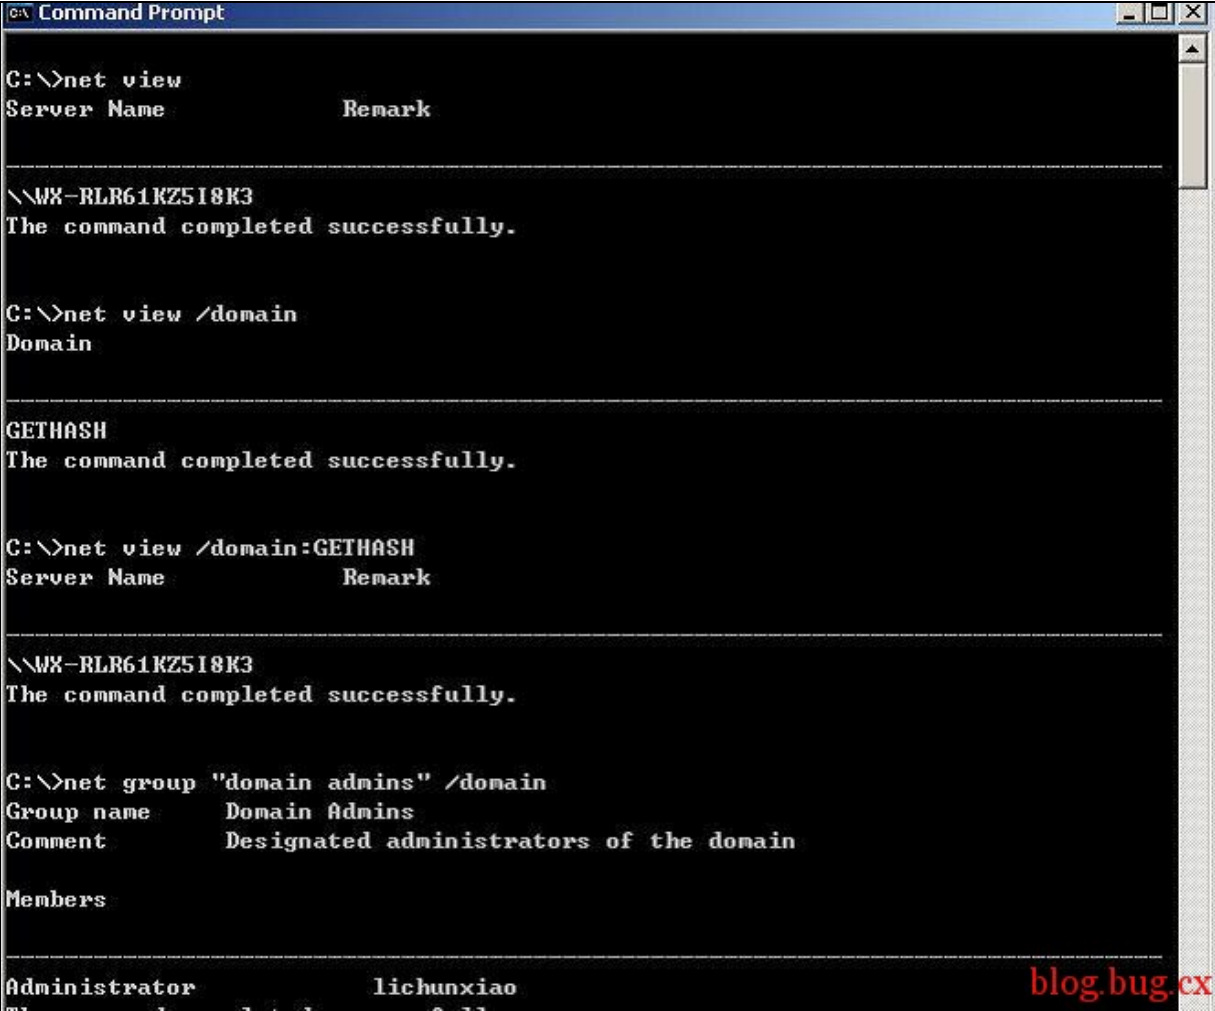 Command Prompt
C:\>net view
Server Name Remark
\\WX-RLR61KZ5I8K3
The command completed successfully.
C:\>net view /domain
Domain
GETHASH
The command completed successfully.
C:\>net view /domain:GETHASH
Server Name Remark
\\WX-RLR61KZ5I8K3
The command completed successfully.
C:\>net group "domain admins" /domain
Group name Domain Admins
Comment Designated administrators of the domain
Members
Administrator lichunxiao
blog.bug.cx